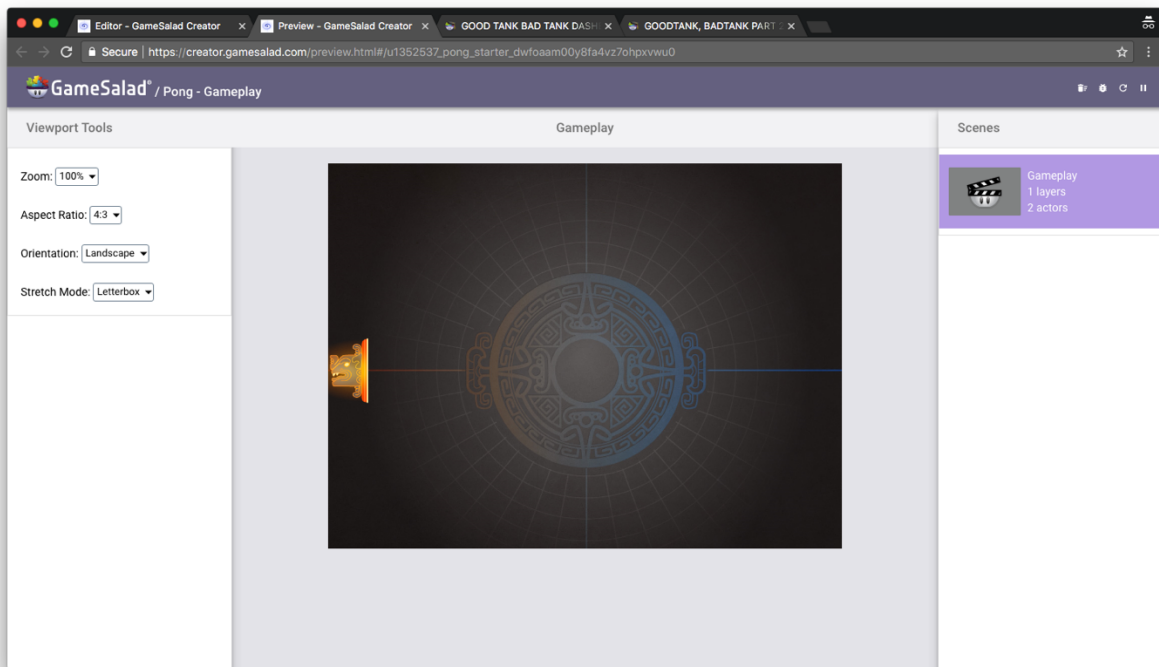 Editor - GameSalad Creator
Preview - GameSalad Creator
GOOD TANK BAD TANK DASH
GOODTANK, BADTANK PART
Secure | https://creator.gamesalad.com/preview.html#/u1352537_pong_starter_dwfoaam00y8fa4vz7ohpxvwu0
GameSalad® / Pong - Gameplay
Viewport Tools
Gameplay
Scenes
Zoom: 100%
Aspect Ratio: 4:3
Orientation: Landscape
Stretch Mode: Letterbox
Gameplay
1 layers
2 actors